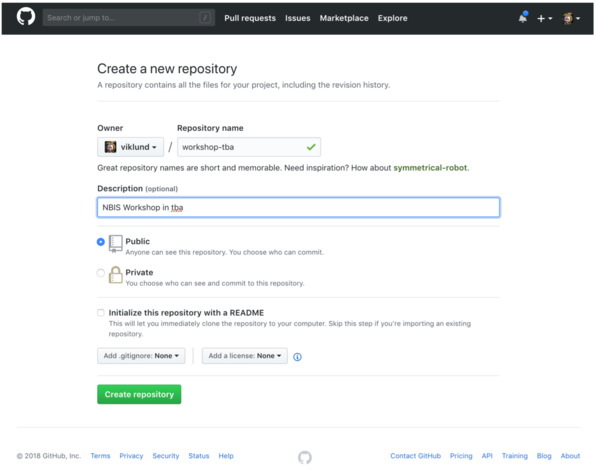 Search or jump to... / Pull requests Issues Marketplace Explore
Create a new repository
A repository contains all the files for your project, including the revision history.
Owner Repository name
viklund / workshop-tba
Great repository names are short and memorable. Need inspiration? How about symmetrical-robot.
Description (optional)
NBIS Workshop in tba
Public
Anyone can see this repository. You choose who can commit.
Private
You choose who can see and commit to this repository.
Initialize this repository with a README
This will let you immediately clone the repository to your computer. Skip this step if you're importing an existing
repository.
Add .gitignore: None Add a license: None
Create repository
© 2018 GitHub, Inc. Terms Privacy Security Status Help Contact GitHub Pricing API Training Blog About